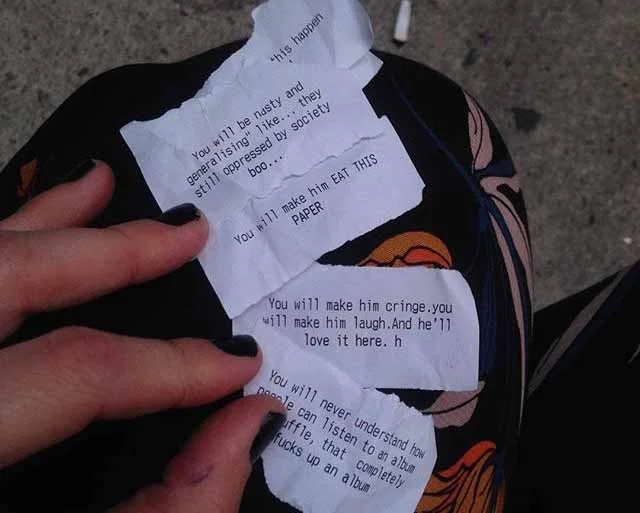 this happen
You will be nasty and
generalising" like... they
still oppressed by society
boo...
You will make him EAT THIS
PAPER
You will make him cringe.you
will make him laugh.And he'll
love it here. h
You will never understand how
people can listen to an album
uffle, that completely
fucks up an album